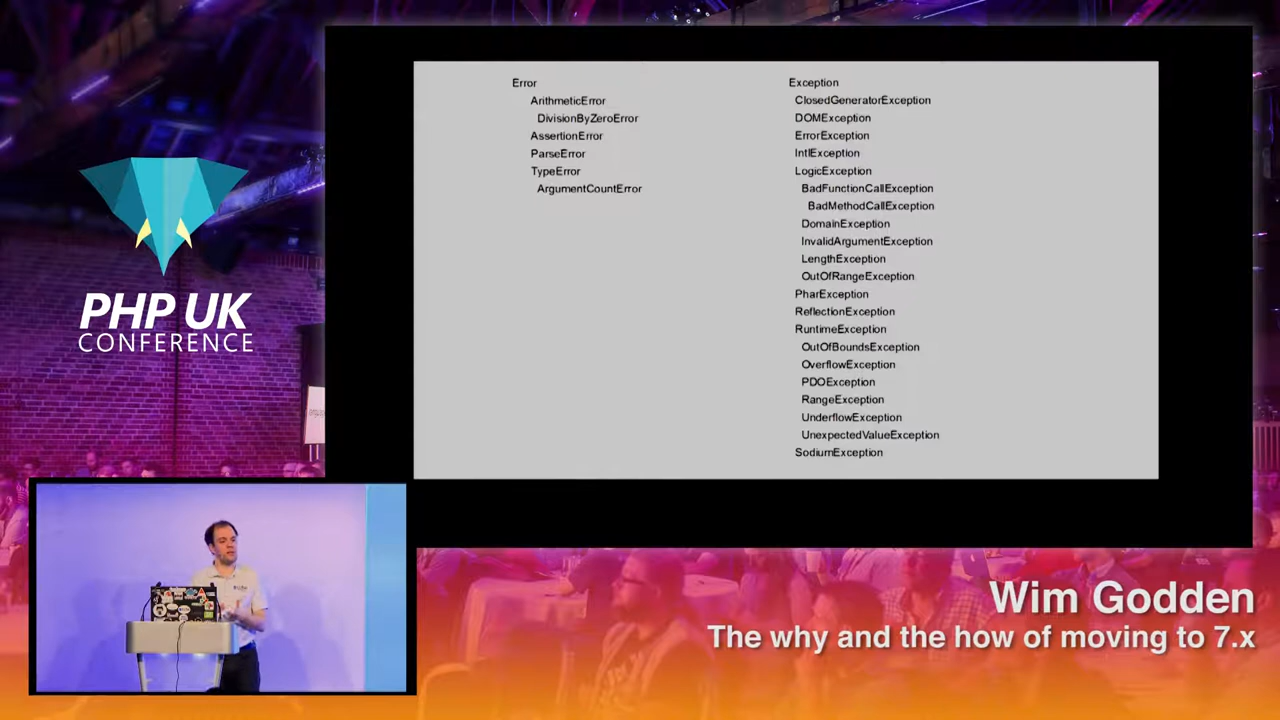 Error
ArithmeticError
DivisionByZeroError
AssertionError
ParseError
TypeError
ArgumentCountError
Exception
ClosedGeneratorException
DOMException
ErrorException
IntlException
LogicException
BadFunctionCallException
BadMethodCallException
DomainException
InvalidArgumentException
LengthException
OutOfRangeException
PharException
ReflectionException
RuntimeException
OutOfBoundsException
OverflowException
PDOException
RangeException
UnderflowException
UnexpectedValueException
SodiumException
PHP UK
CONFERENCE
Wim Godden
The why and the how of moving to 7.x